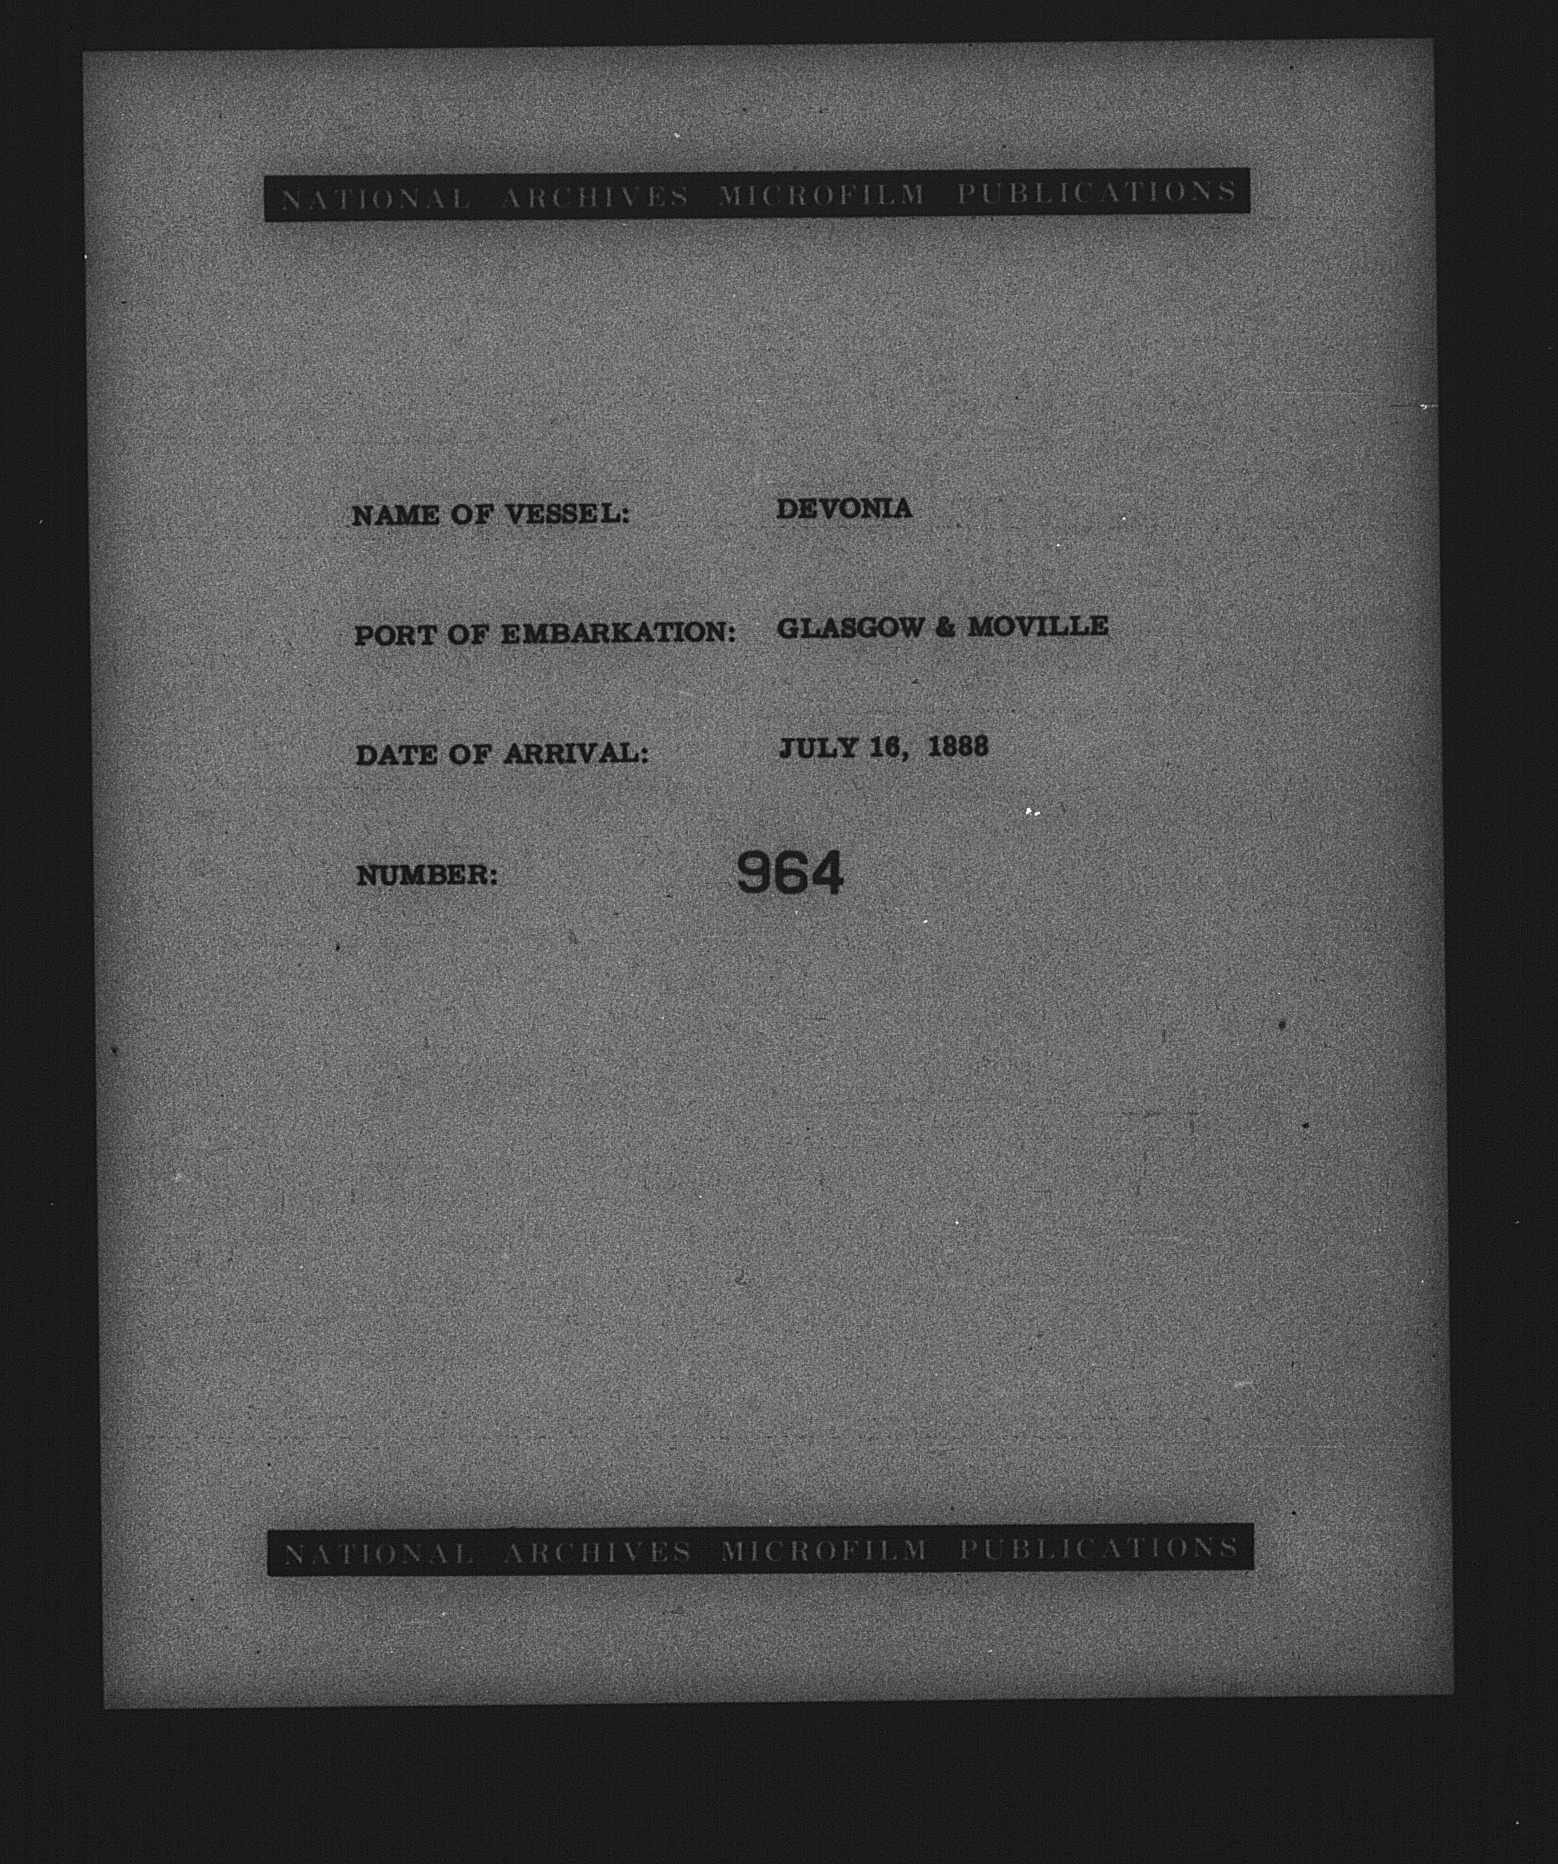 NATIONAL ARCHIVES MICROFILM PUBLICATIONS
NAME OF VESSEL: DEVONIA
PORT OF EMBARKATION: GLASGOW & MOVILLE
DATE OF ARRIVAL: JULY 16, 1888
NUMBER: 964
NATIONAL ARCHIVES MICROFILM PUBLICATIONS